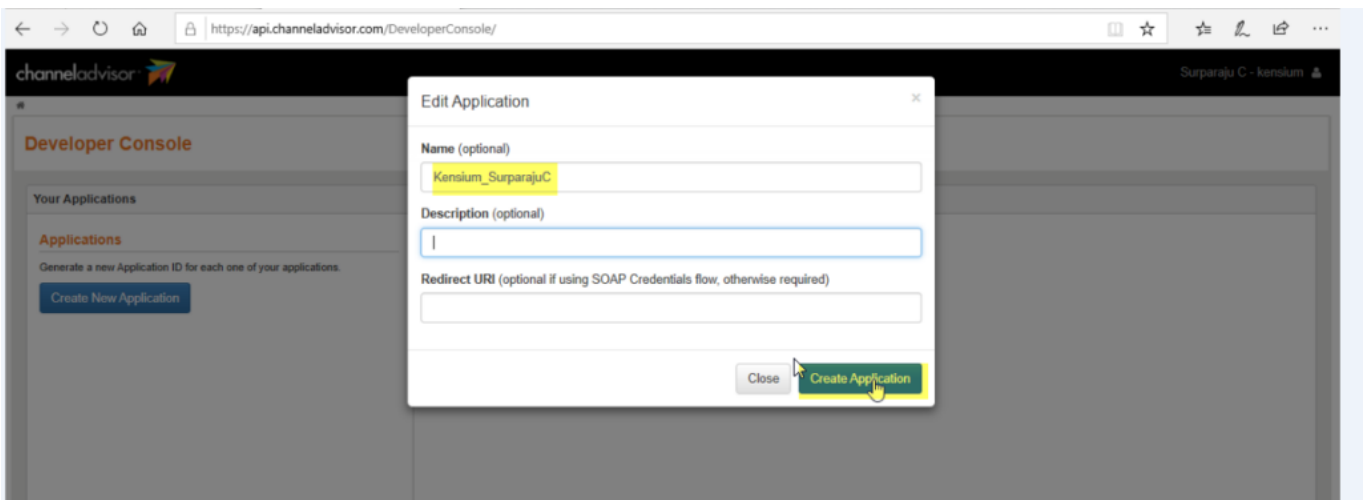 https://api.channeladvisor.com/DeveloperConsole/
channeladvisor
Surparaju C - kensium
Developer Console
Your Applications
Applications
Generate a new Application ID for each one of your applications.
Create New Application
Edit Application
Name (optional)
Kensium_SurparajuC
Description (optional)
Redirect URI (optional if using SOAP Credentials flow, otherwise required)
Close
Create Application